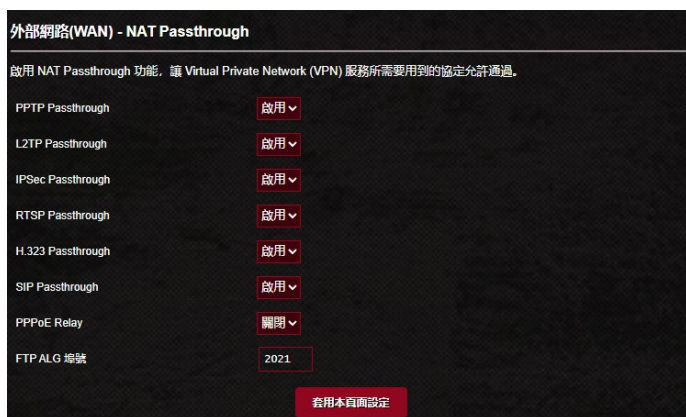 外部網路(WAN) - NAT Passthrough
啟用 NAT Passthrough 功能，讓 Virtual Private Network (VPN) 服務所需要用到的協定允許通過。
PPTP Passthrough 啟用
L2TP Passthrough 啟用
IPSec Passthrough 啟用
RTSP Passthrough 啟用
H.323 Passthrough 啟用
SIP Passthrough 啟用
PPPoE Relay 關閉
FTP ALG 埠號 2021
套用本頁面設定